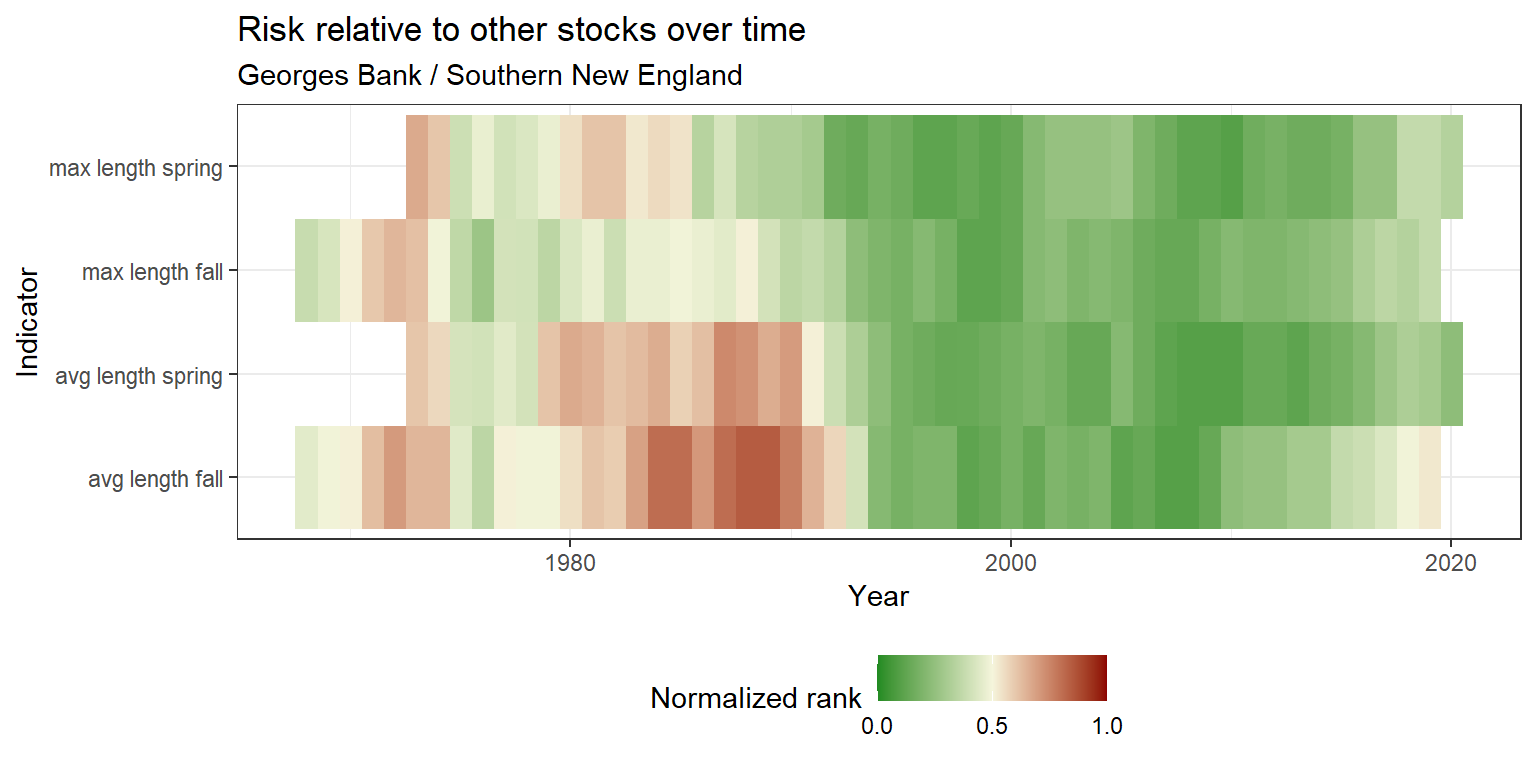 Risk relative to other stocks over time
Georges Bank / Southern New England
Indicator
max length spring
max length fall
avg length spring
avg length fall
1980
2000
2020
Year
Normalized rank
0.0
0.5
1.0